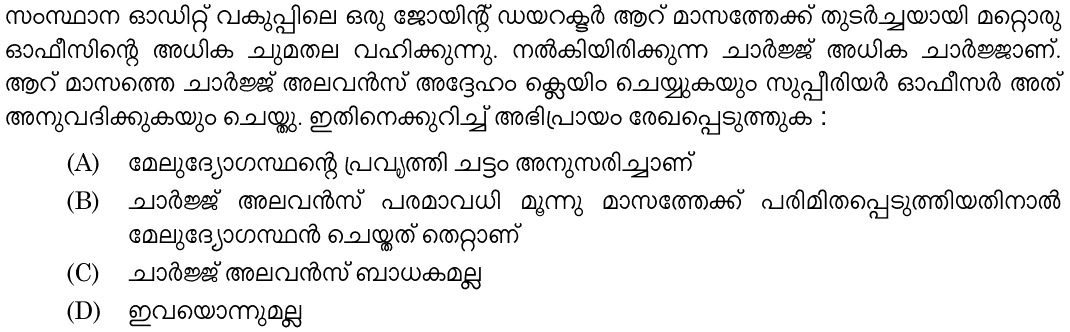 സംസ്ഥാന ഓഡിറ്റ് വകുപ്പിലെ ഒരു ജോയിന്റ് ഡയറക്ടർ ആറ് മാസത്തേക്ക് തുടർച്ചയായി മറ്റൊരു
ഓഫീസിന്റെ അധിക ചുമതല വഹിക്കുന്നു. നൽകിയിരിക്കുന്ന ചാർജ്ജ് അധിക ചാർജ്ജാണ്.
ആറ് മാസത്തെ ചാർജ്ജ് അലവൻസ് അദ്ദേഹം ക്ലെയിം ചെയ്യുകയും സുപ്പീരിയർ ഓഫീസർ അത്
അനുവദിക്കുകയും ചെയ്തു. ഇതിനെക്കുറിച്ച് അഭിപ്രായം രേഖപ്പെടുത്തുക :
(A) മേലുദ്യോഗസ്ഥന്റെ പ്രവൃത്തി ചട്ടം അനുസരിച്ചാണ്
(B) ചാർജ്ജ് അലവൻസ് പരമാവധി മൂന്നു മാസത്തേക്ക് പരിമിതപ്പെടുത്തിയതിനാൽ
മേലുദ്യോഗസ്ഥൻ ചെയ്തത് തെറ്റാണ്
(C) ചാർജ്ജ് അലവൻസ് ബാധകമല്ല
(D) ഇവയൊന്നുമല്ല